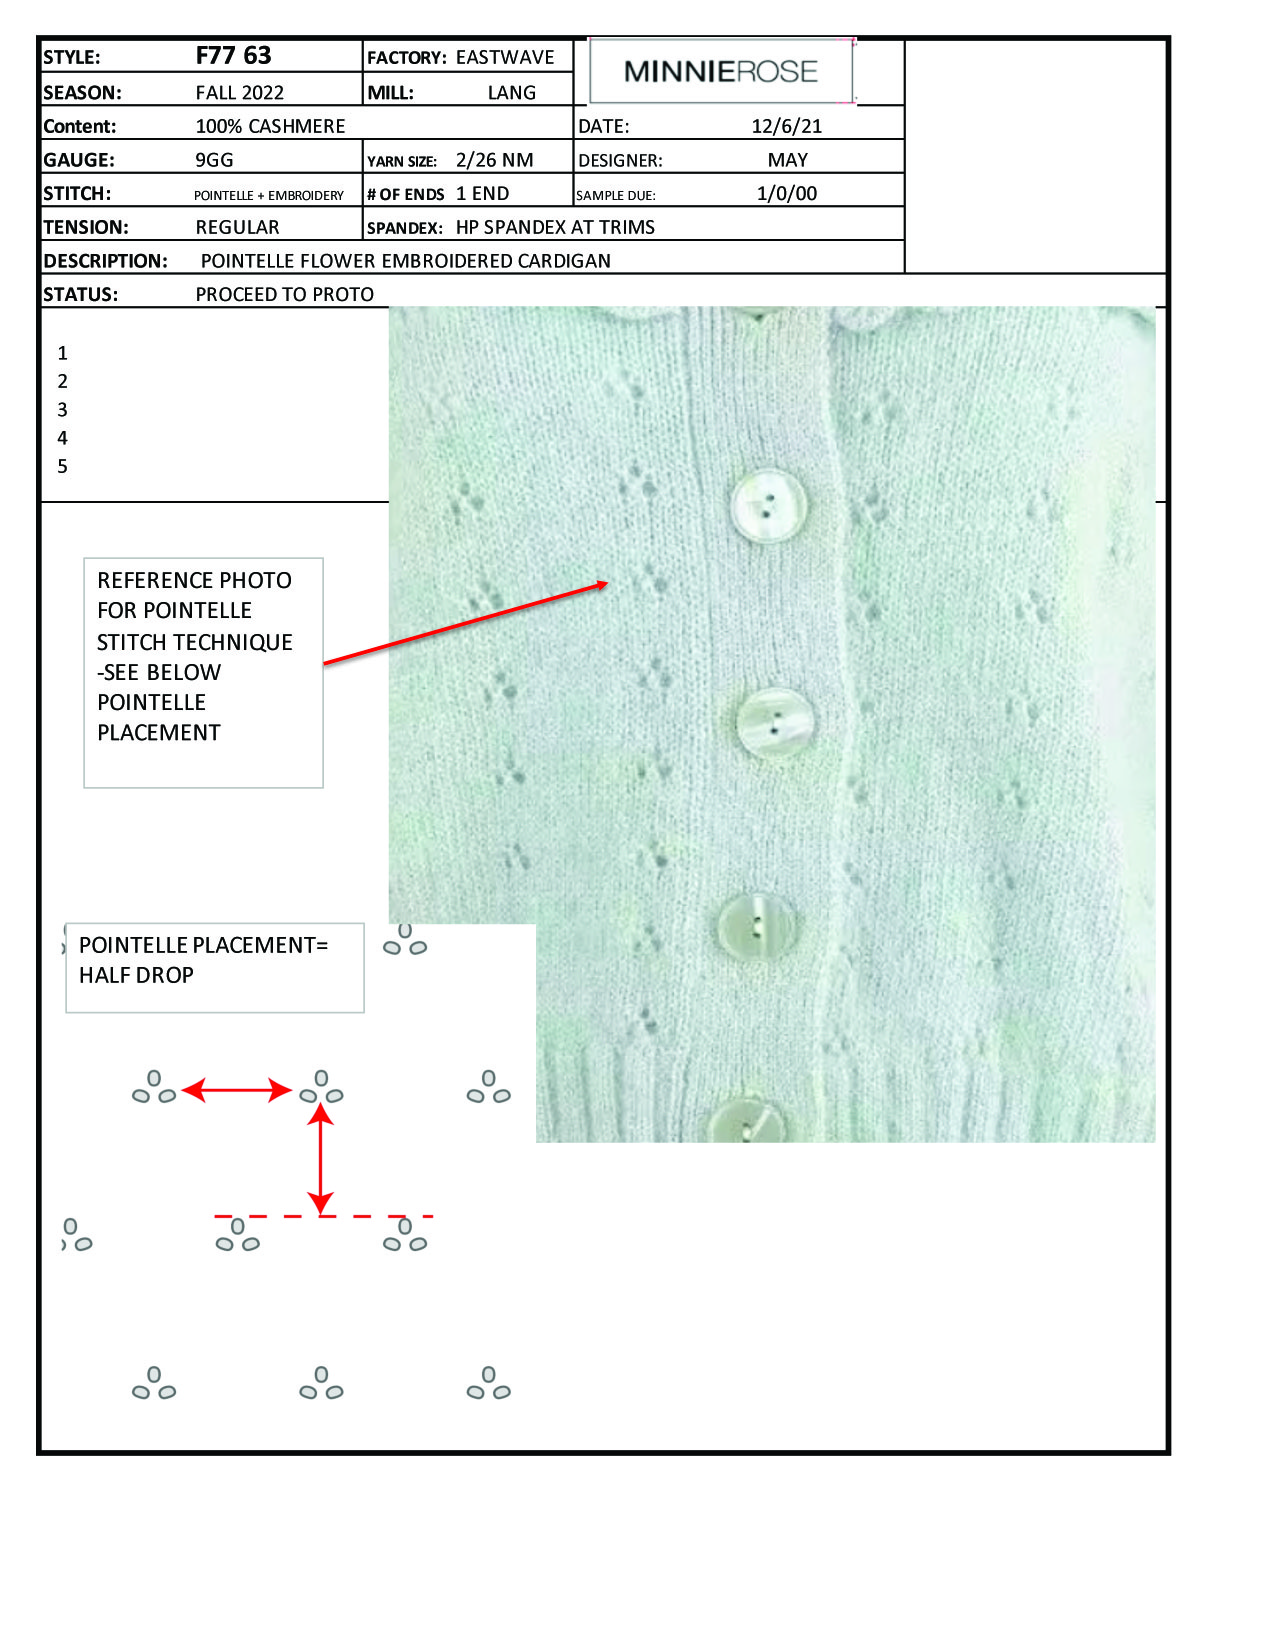 STYLE: F77 63 FACTORY: EASTWAVE MINNIEROSE
SEASON: FALL 2022 MILL: LANG
Content: 100% CASHMERE DATE: 12/6/21
GAUGE: 9GG YARN SIZE: 2/26 NM DESIGNER: MAY
STITCH: POINTELLE + EMBROIDERY # OF ENDS 1 END SAMPLE DUE: 1/0/00
TENSION: REGULAR SPANDEX: HP SPANDEX AT TRIMS
DESCRIPTION: POINTELLE FLOWER EMBROIDERED CARDIGAN
STATUS: PROCEED TO PROTO
1
2
3
4
5
REFERENCE PHOTO
FOR POINTELLE
STITCH TECHNIQUE
-SEE BELOW
POINTELLE
PLACEMENT
POINTELLE PLACEMENT=
HALF DROP